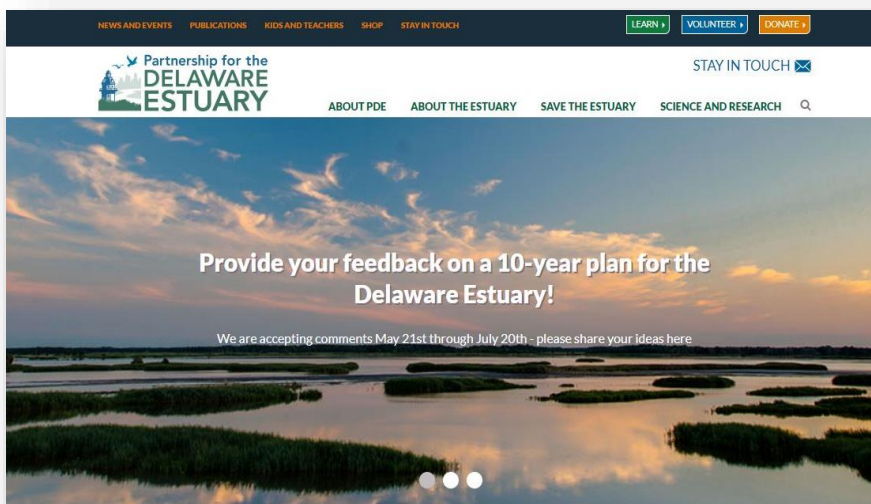 NEWS AND EVENTS PUBLICATIONS KIDS AND TEACHERS SHOP STAY IN TOUCH LEARN VOLUNTEER DONATE
Partnership for the
DELAWARE
ESTUARY
STAY IN TOUCH
ABOUT PDE ABOUT THE ESTUARY SAVE THE ESTUARY SCIENCE AND RESEARCH
Provide your feedback on a 10-year plan for the
Delaware Estuary!
We are accepting comments May 21st through July 20th - please share your ideas here